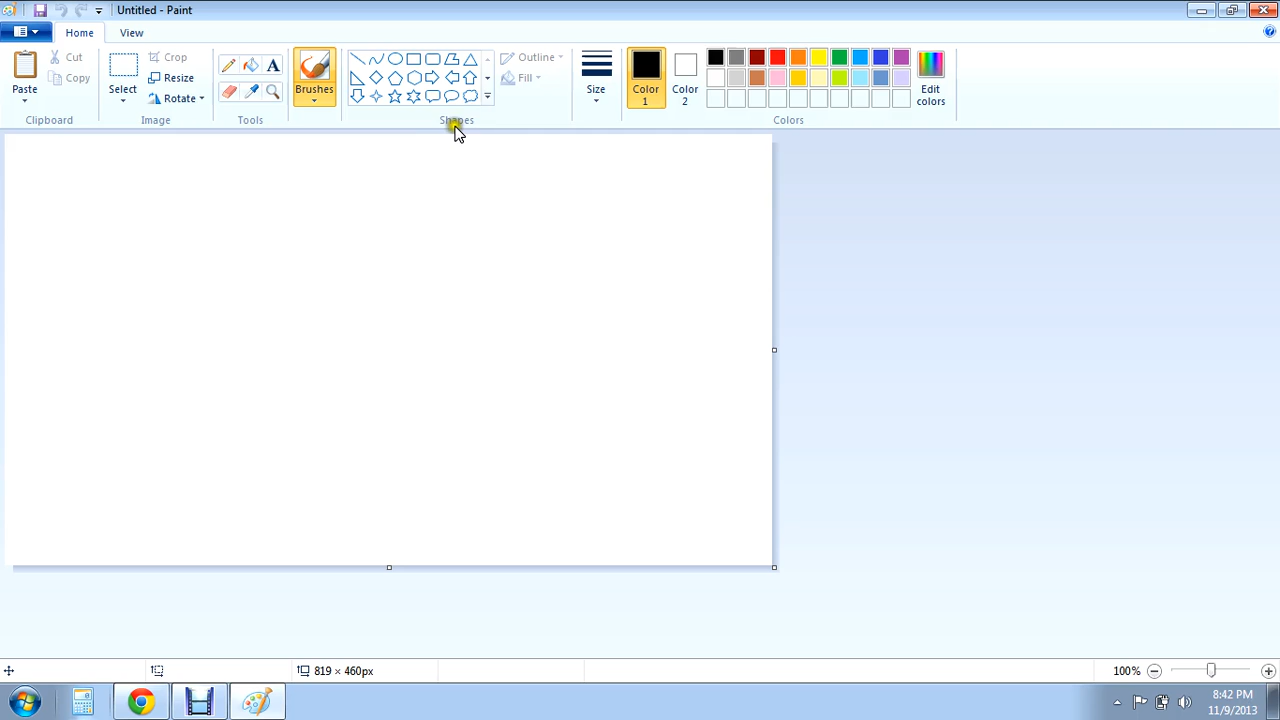 Untitled - Paint
Home View
Paste
Cut
Copy
Clipboard
Select
Crop
Resize
Rotate
Image
A
Tools
Brushes
Shapes
Outline
Fill
Size
Color 1
Color 2
Edit colors
Colors
819 × 460px
100%
8:42 PM
11/9/2013